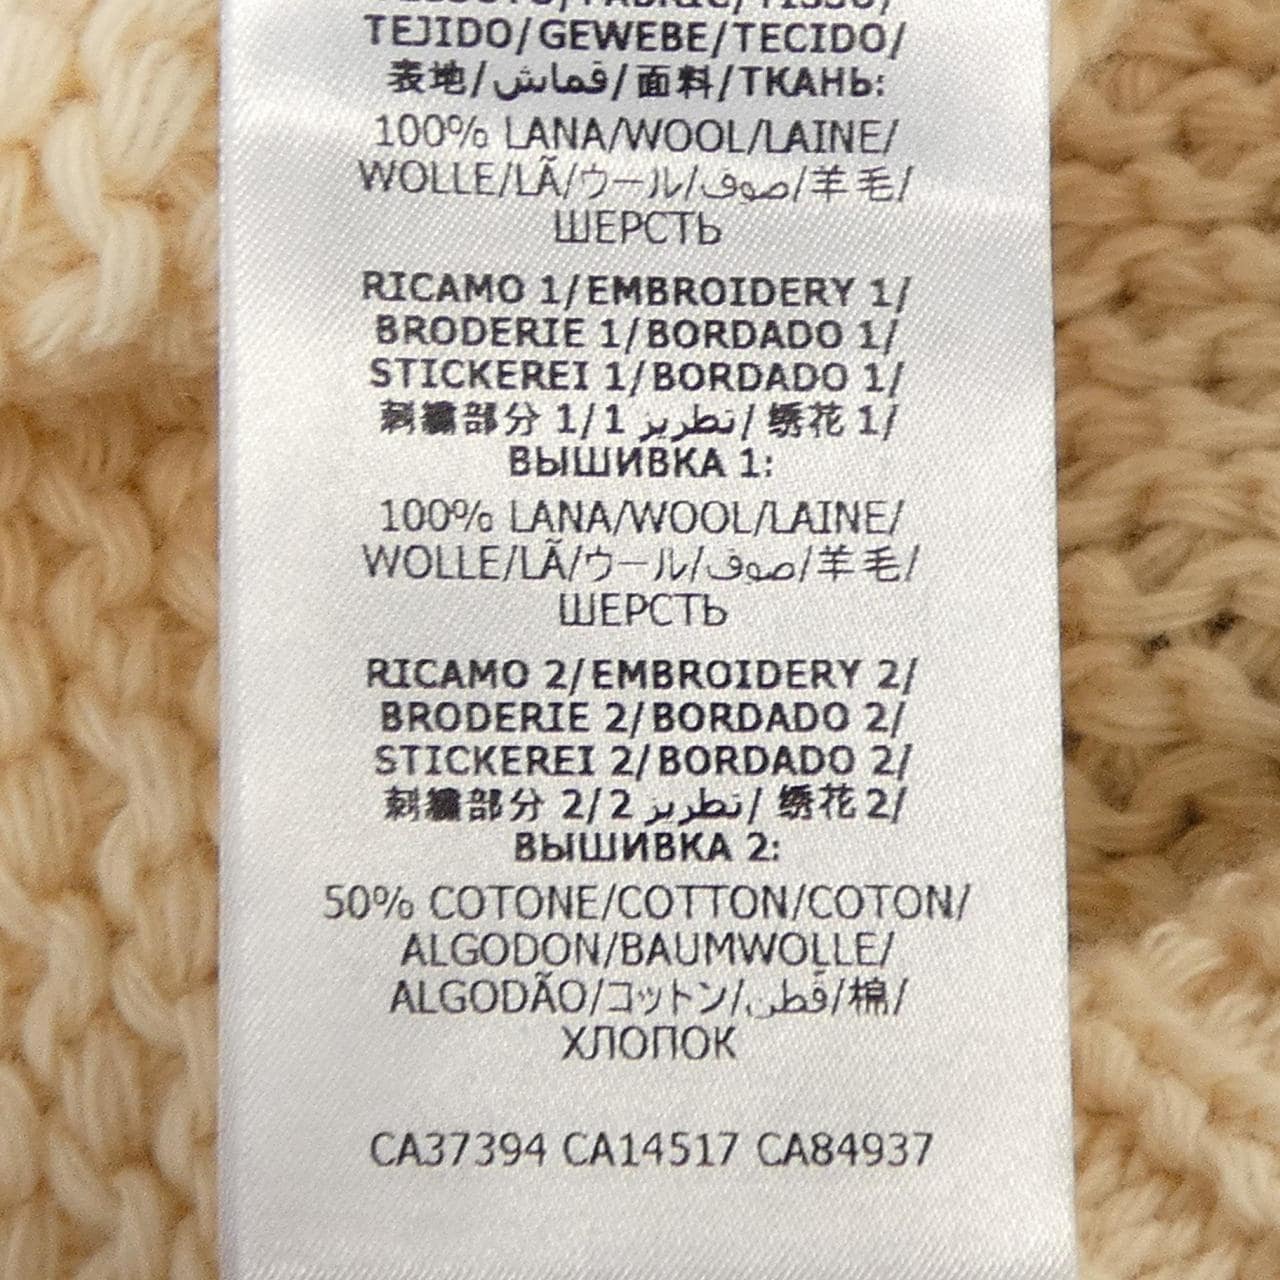 TESSUTO/FABRIC/TISSU/
TEJIDO/GEWEBE/TECIDO/
表地/قماش/面料/ТКАНЬ:
100% LANA/WOOL/LAINE/
WOLLE/LÃ/ウール/صوف/羊毛/
ШЕРСТЬ
RICAMO 1/EMBROIDERY 1/
BRODERIE 1/BORDADO 1/
STICKEREI 1/BORDADO 1/
刺繍部分 1/1 تطريز/绣花 1/
ВЫШИВКА 1:
100% LANA/WOOL/LAINE/
WOLLE/LÃ/ウール/صوف/羊毛/
ШЕРСТЬ
RICAMO 2/EMBROIDERY 2/
BRODERIE 2/BORDADO 2/
STICKEREI 2/BORDADO 2/
刺繍部分 2/2 تطريز/绣花 2/
ВЫШИВКА 2:
50% COTONE/COTTON/COTON/
ALGODON/BAUMWOLLE/
ALGODÃO/コットン/قطن/棉/
ХЛОПОК
CA37394 CA14517 CA84937